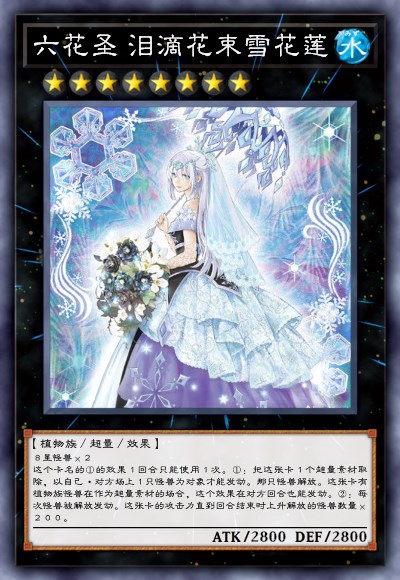 六花圣 泪滴花束雪花莲
水
【植物族／超量／效果】
８星怪兽×２
这个卡名的①的效果１回合只能使用１次。①：把这张卡１个超量素材取
除，以自己·对方场上１只怪兽为对象才能发动。那只怪兽解放。这张卡有
植物族怪兽在作为超量素材的场合，这个效果在对方回合也能发动。②：每
次怪兽被解放发动。这张卡的攻击力直到回合结束时上升解放的怪兽数量×
２００。
ATK/2800 DEF/2800